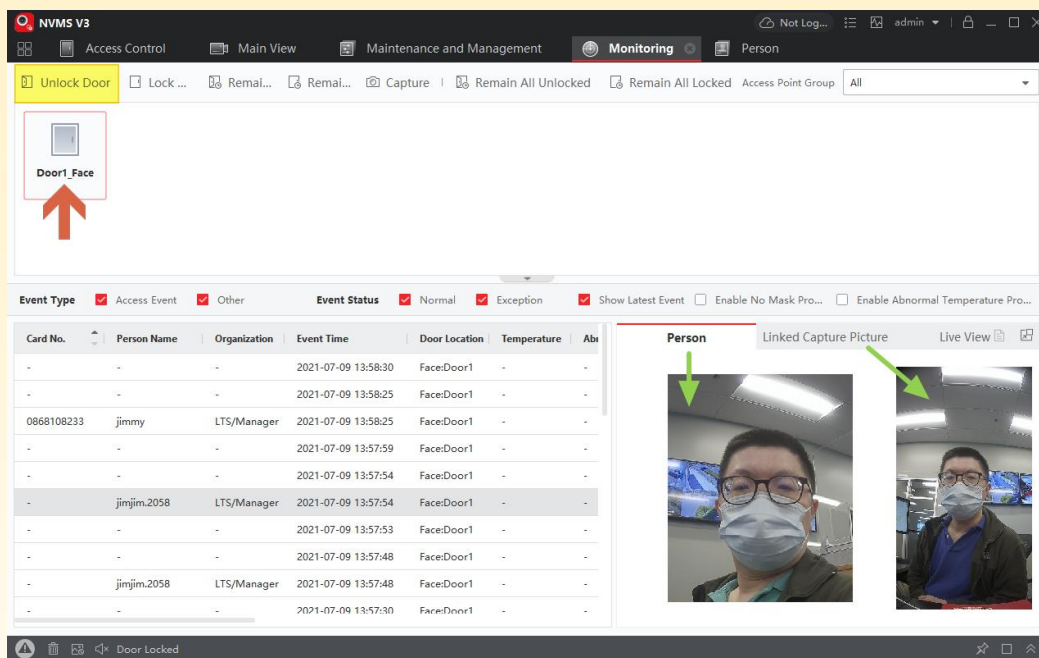 NVMS V3 Not Log... admin
Access Control Main View Maintenance and Management Monitoring Person
Unlock Door Lock ... Remai... Remai... Capture Remain All Unlocked Remain All Locked Access Point Group All
Door1_Face
Event Type Access Event Other Event Status Normal Exception Show Latest Event Enable No Mask Pro... Enable Abnormal Temperature Pro...
Card No. Person Name Organization Event Time Door Location Temperature Abi
- - - 2021-07-09 13:58:30 Face:Door1 - -
- - - 2021-07-09 13:58:25 Face:Door1 - -
0868108233 jimmy LTS/Manager 2021-07-09 13:58:25 Face:Door1 - -
- - - 2021-07-09 13:57:59 Face:Door1 - -
- - - 2021-07-09 13:57:54 Face:Door1 - -
- jimjim.2058 LTS/Manager 2021-07-09 13:57:54 Face:Door1 - -
- - - 2021-07-09 13:57:53 Face:Door1 - -
- - - 2021-07-09 13:57:48 Face:Door1 - -
- jimjim.2058 LTS/Manager 2021-07-09 13:57:48 Face:Door1 - -
- - - 2021-07-09 13:57:30 Face:Door1 - -
Person Linked Capture Picture Live View
Door Locked